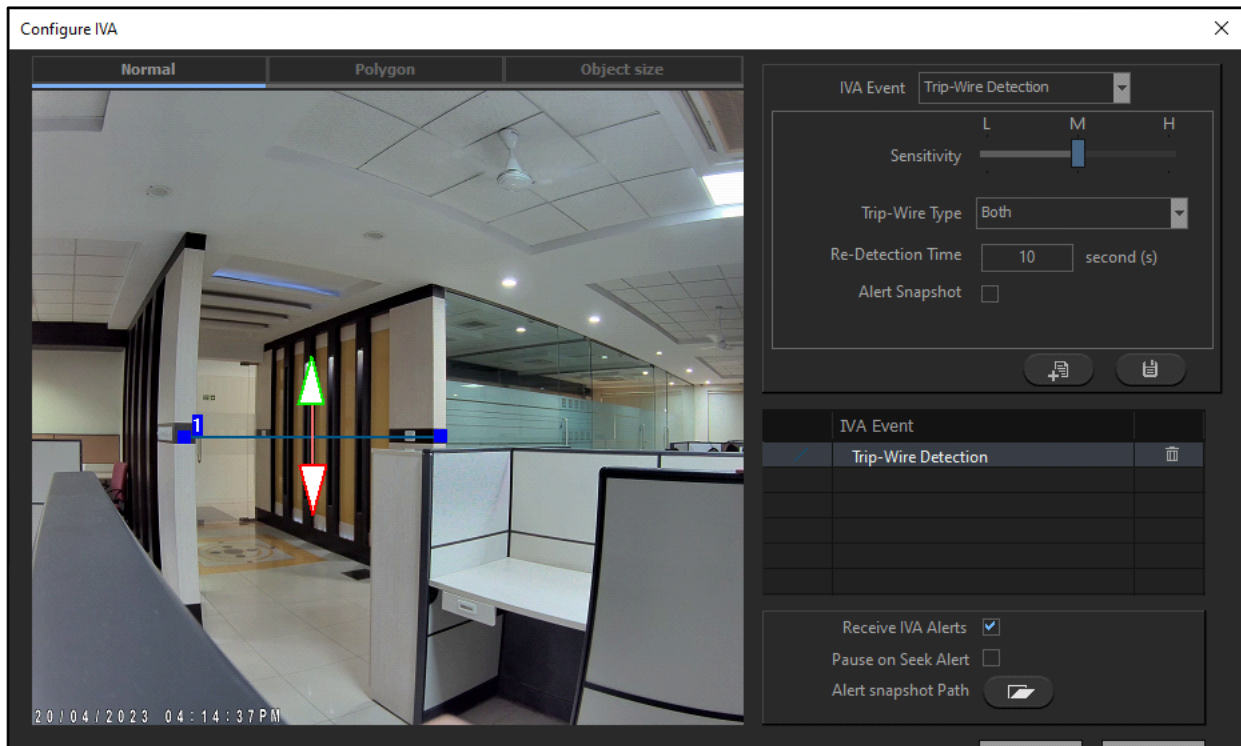 Configure IVA
Normal Polygon Object size
IVA Event Trip-Wire Detection
L M H
Sensitivity
Trip-Wire Type Both
Re-Detection Time 10 second (s)
Alert Snapshot
1
IVA Event
Trip-Wire Detection
Receive IVA Alerts
Pause on Seek Alert
Alert snapshot Path
20/04/2023 04:14:37PM